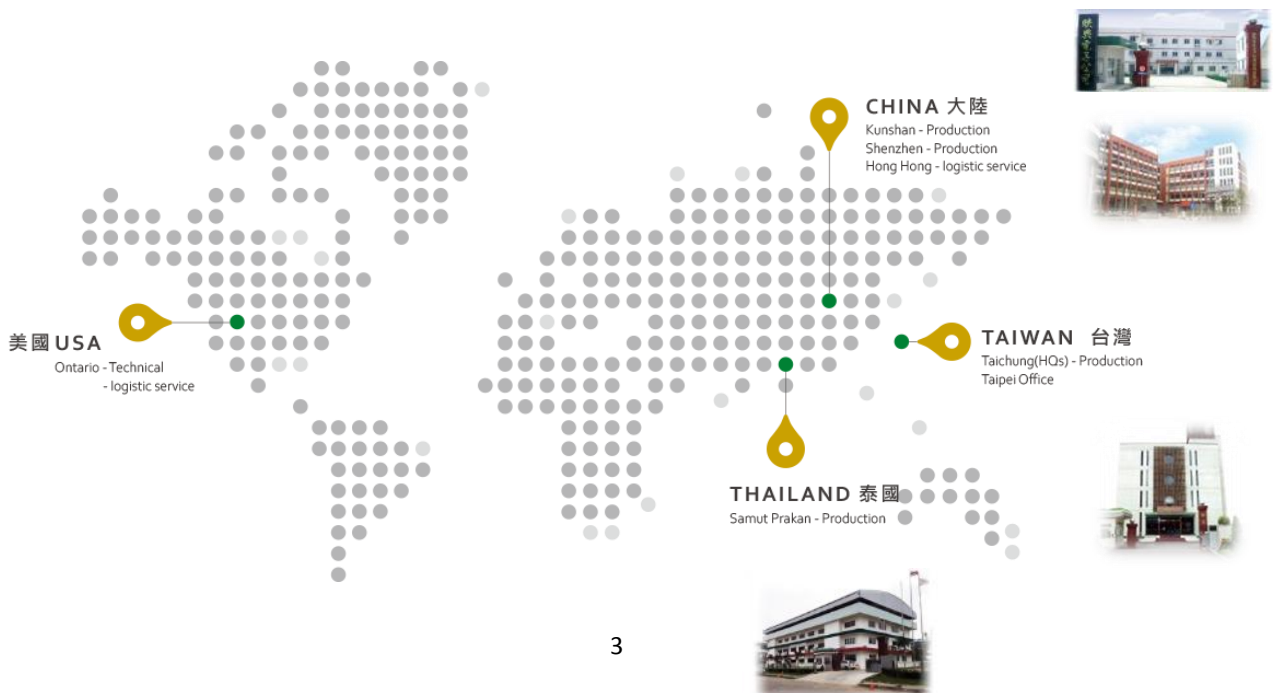 CHINA 大陸
Kunshan - Production
Shenzhen - Production
Hong Hong - logistic service
美國 USA
Ontario - Technical
- logistic service
TAIWAN 台灣
Taichung(HQs) - Production
Taipei Office
THAILAND 泰國
Samut Prakan - Production
3